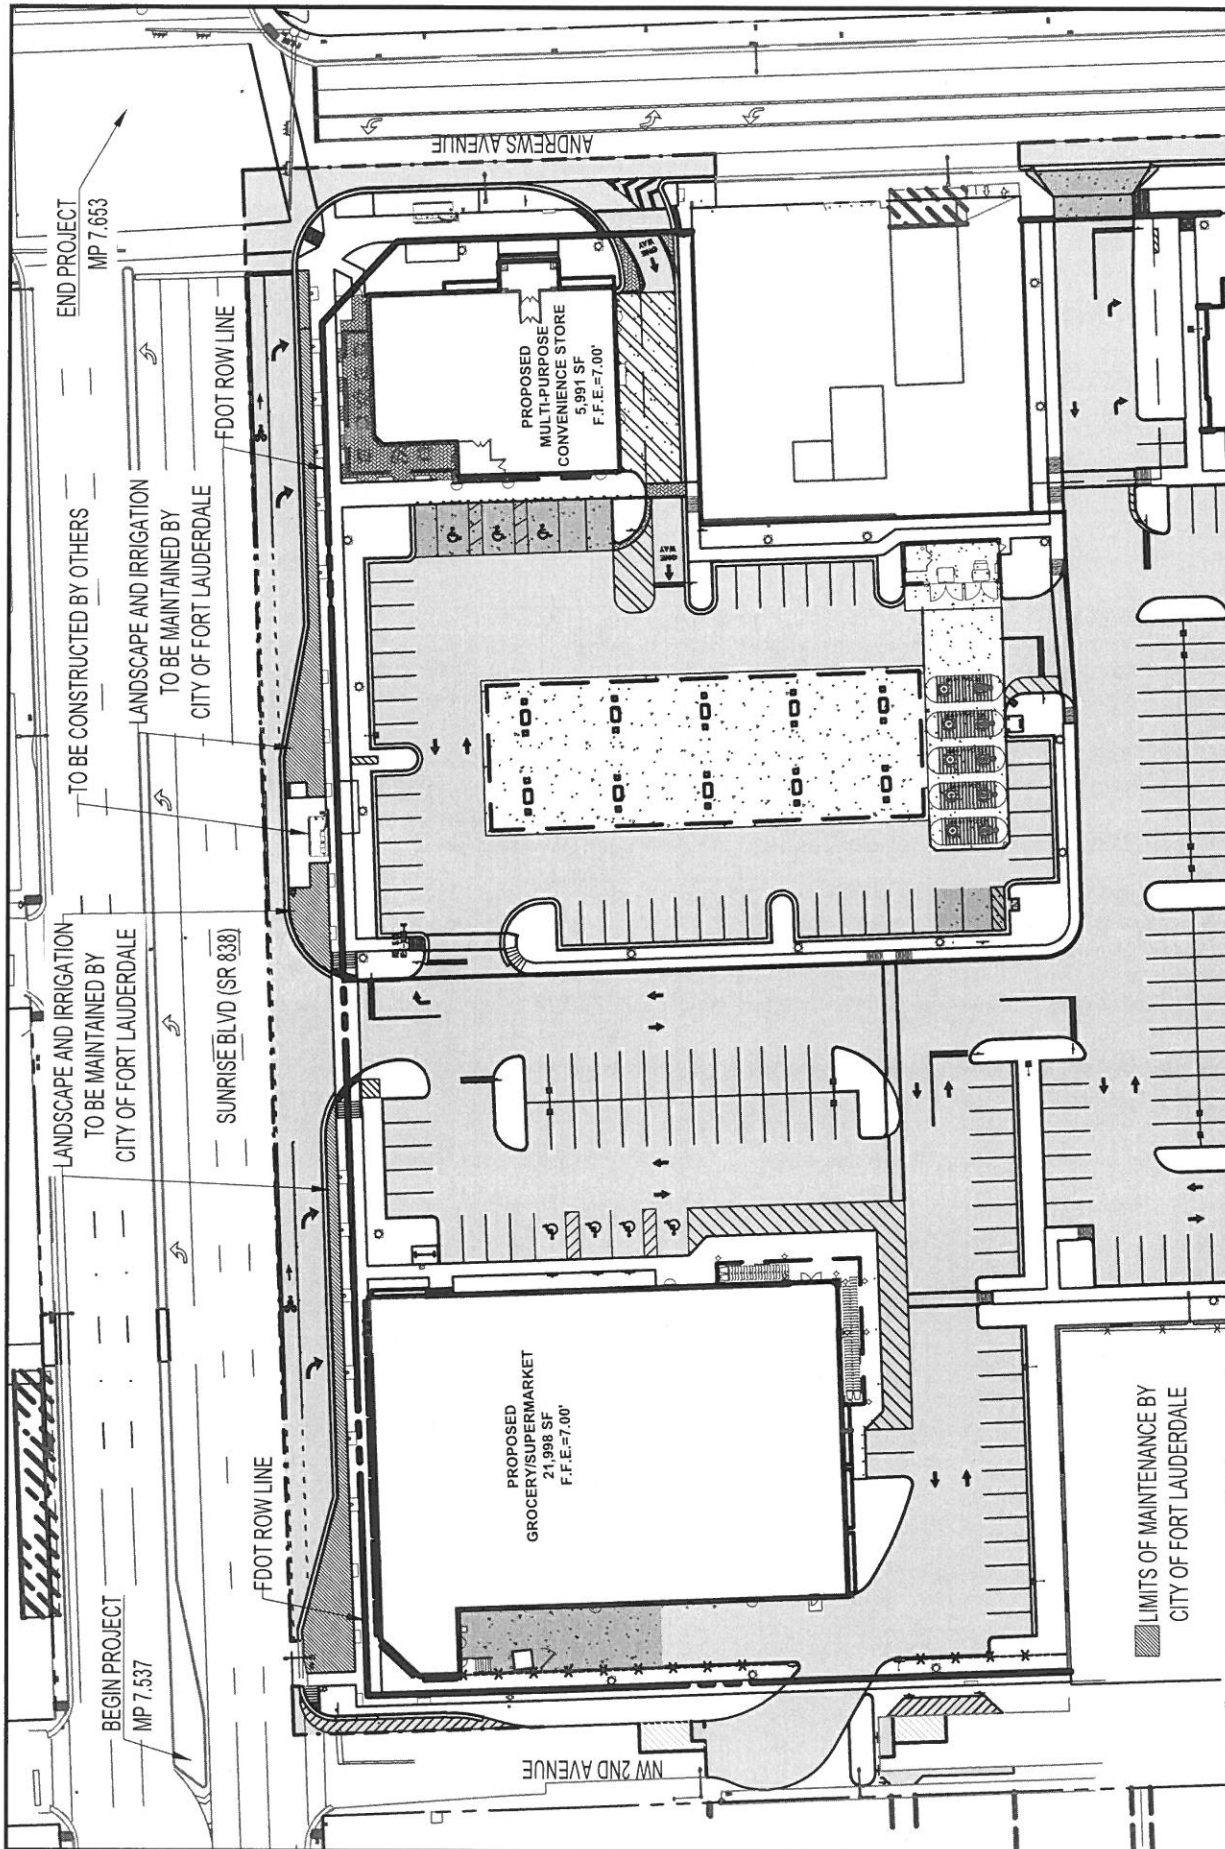 BEGIN PROJECT
MP 7.537
END PROJECT
MP 7.653
LANDSCAPE AND IRRIGATION
TO BE MAINTAINED BY
CITY OF FORT LAUDERDALE
TO BE CONSTRUCTED BY OTHERS
LANDSCAPE AND IRRIGATION
TO BE MAINTAINED BY
CITY OF FORT LAUDERDALE
SUNRISE BLVD (SR 838)
FDOT ROW LINE
FDOT ROW LINE
ANDREWS AVENUE
NW 2ND AVENUE
PROPOSED
GROCERY/SUPERMARKET
21,998 SF
F.F.E.=7.00'
PROPOSED
MULTI-PURPOSE
CONVENIENCE STORE
5,991 SF
F.F.E.=7.00'
ONE
WAY
ONE
WAY
LIMITS OF MAINTENANCE BY
CITY OF FORT LAUDERDALE